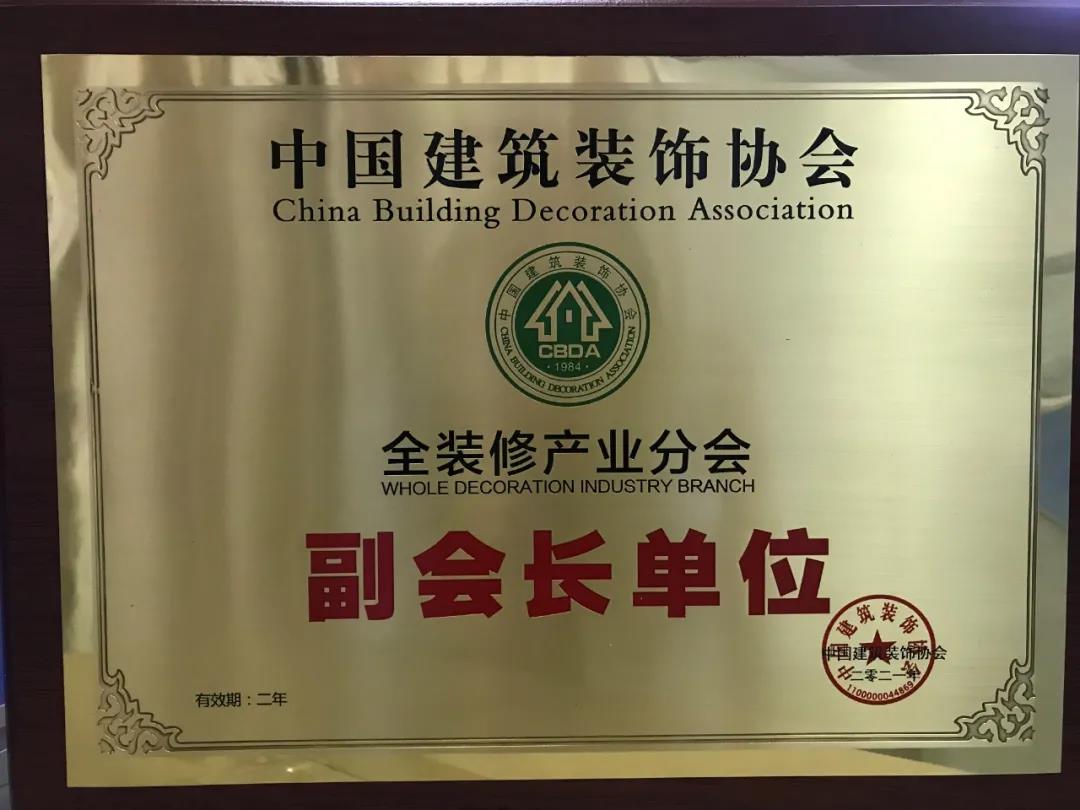 中国建筑装饰协会
China Building Decoration Association
中国建筑装饰协会
CBDA
·1984·
CHINA BUILDING DECORATION ASSOCIATION
全装修产业分会
WHOLE DECORATION INDUSTRY BRANCH
副会长单位
中国建筑装饰协会
中国建筑装饰协会
二零二一年
1100000044869
有效期：二年